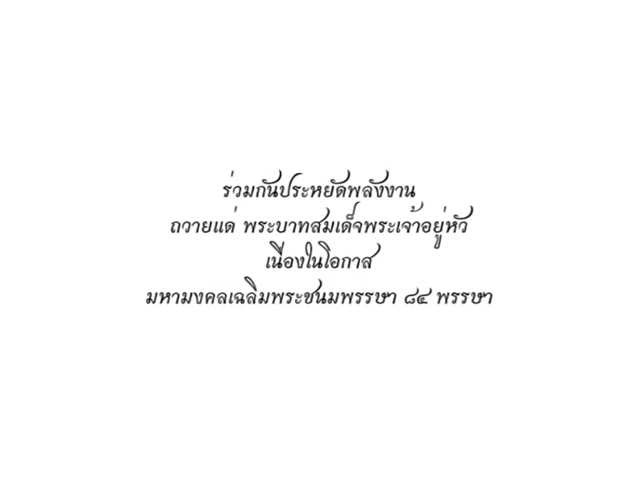 ร่วมกันประหยัดพลังงาน
ถวายแด่ พระบาทสมเด็จพระเจ้าอยู่หัว
เนื่องในโอกาส
มหามงคลเฉลิมพระชนมพรรษา ๘๔ พรรษา